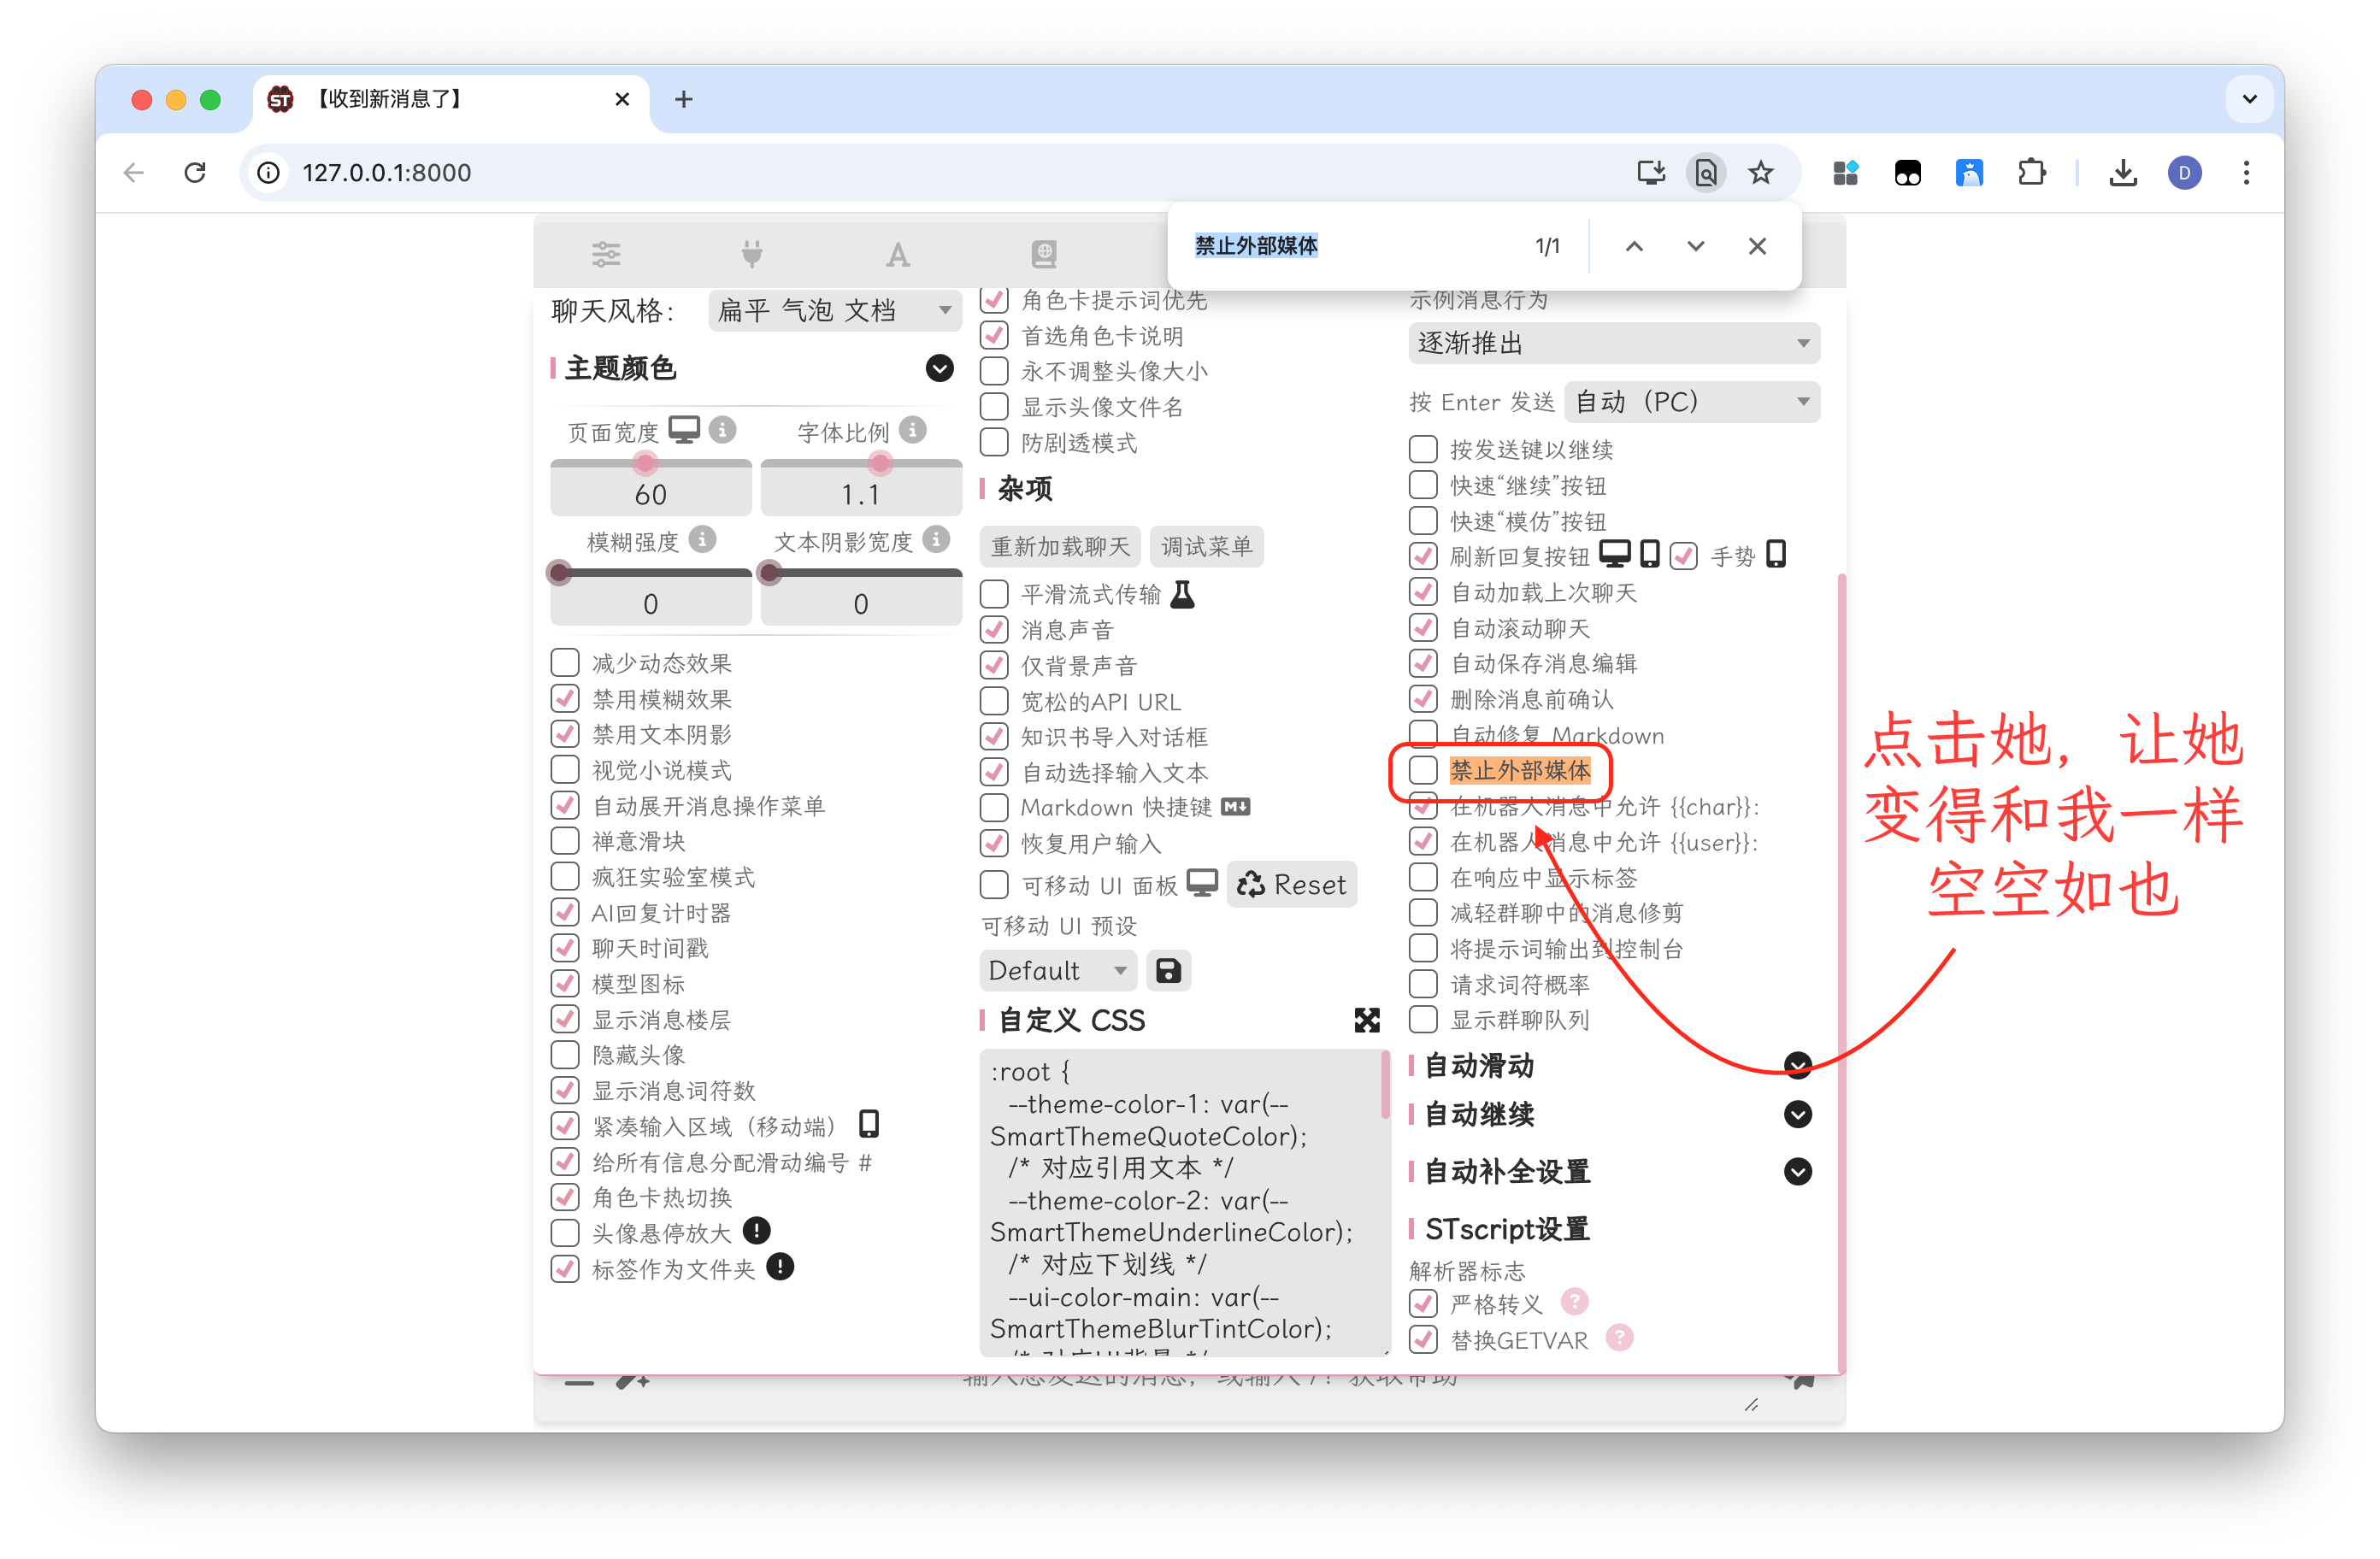 【收到新消息了】
127.0.0.1:8000
D
禁止外部媒体
1/1
聊天风格：
扁平 气泡 文档
主题颜色
页面宽度
字体比例
60
1.1
模糊强度
文本阴影宽度
0
0
减少动态效果
禁用模糊效果
禁用文本阴影
视觉小说模式
自动展开消息操作菜单
禅意滑块
疯狂实验室模式
AI回复计时器
聊天时间戳
模型图标
显示消息楼层
隐藏头像
显示消息词符数
紧凑输入区域（移动端）
给所有信息分配滑动编号 #
角色卡热切换
头像悬停放大
标签作为文件夹
角色卡提示词优先
首选角色卡说明
永不调整头像大小
显示头像文件名
防剧透模式
杂项
重新加载聊天
调试菜单
平滑流式传输
消息声音
仅背景声音
宽松的API URL
知识书导入对话框
自动选择输入文本
Markdown 快捷键
恢复用户输入
可移动 UI 面板
Reset
可移动 UI 预设
Default
自定义 CSS
:root {
--theme-color-1: var(--
SmartThemeQuoteColor);
/* 对应引用文本 */
--theme-color-2: var(--
SmartThemeUnderlineColor);
/* 对应下划线 */
--ui-color-main: var(--
SmartThemeBlurTintColor);
/* 对应UI背景 */
示例消息行为
逐渐推出
按 Enter 发送
自动（PC）
按发送键以继续
快速“继续”按钮
快速“模仿”按钮
刷新回复按钮
手势
自动加载上次聊天
自动滚动聊天
自动保存消息编辑
删除消息前确认
自动修复 Markdown
禁止外部媒体
在机器人消息中允许 {{char}}:
在机器人消息中允许 {{user}}:
在响应中显示标签
减轻群聊中的消息修剪
将提示词输出到控制台
请求词符概率
显示群聊队列
自动滑动
自动继续
自动补全设置
STscript设置
解析器标志
严格转义
替换GETVAR
输入您发送的消息，或输入 /? 获取帮助
点击她，让她
变得和我一样
空空如也